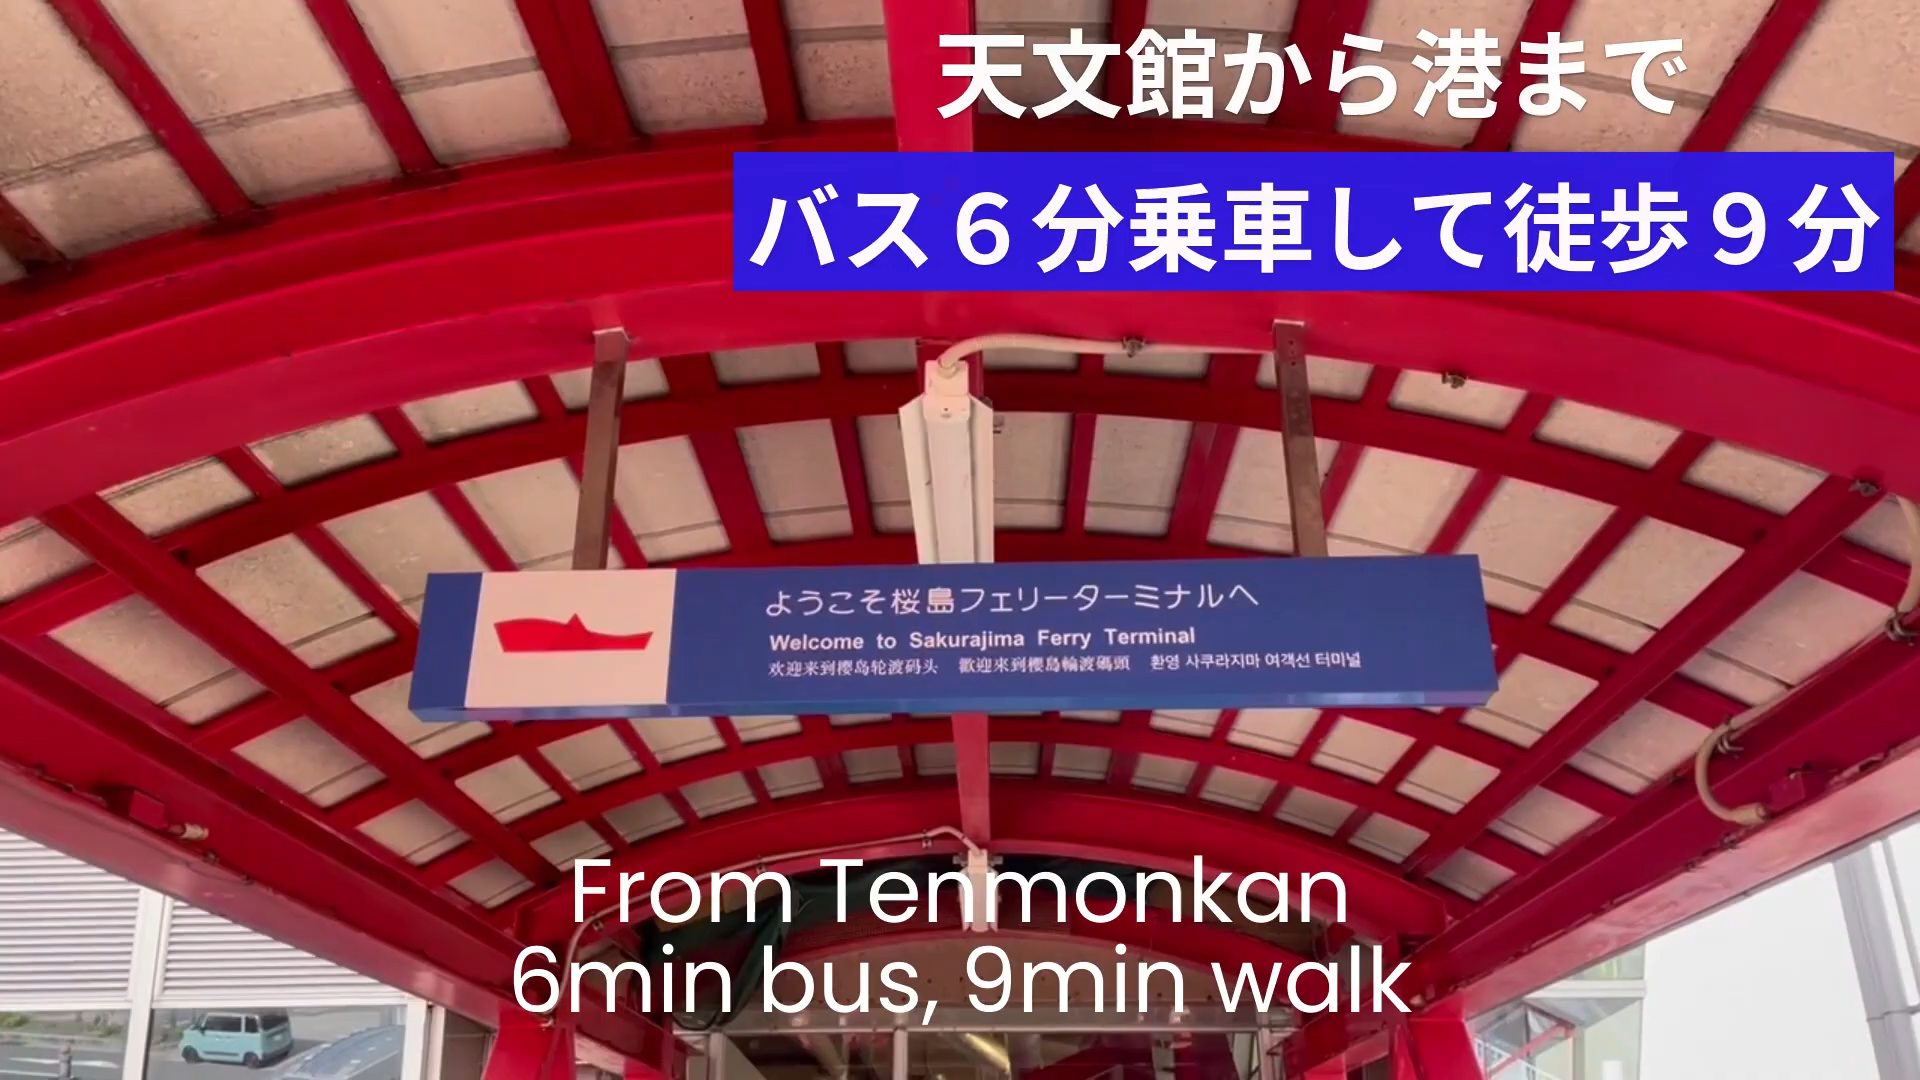 天文館から港まで
バス６分乗車して徒歩９分
ようこそ桜島フェリーターミナルへ
Welcome to Sakurajima Ferry Terminal
欢迎来到樱岛轮渡码头 歡迎來到櫻島輪渡碼頭 환영 사쿠라지마 여객선 터미널
From Tenmonkan
6min bus, 9min walk